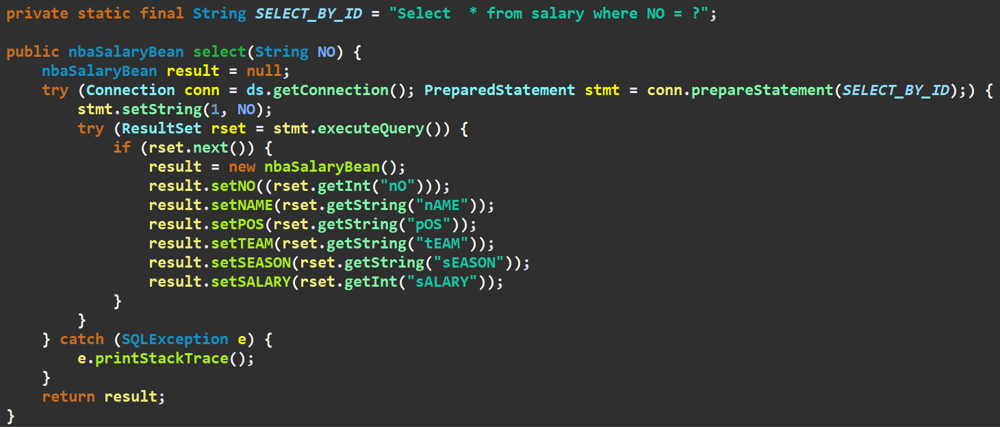 private static final String SELECT_BY_ID = "Select  * from salary where NO = ?";

public nbaSalaryBean select(String NO) {
    nbaSalaryBean result = null;
    try (Connection conn = ds.getConnection(); PreparedStatement stmt = conn.prepareStatement(SELECT_BY_ID);) {
        stmt.setString(1, NO);
        try (ResultSet rset = stmt.executeQuery()) {
            if (rset.next()) {
                result = new nbaSalaryBean();
                result.setNO((rset.getInt("nO")));
                result.setNAME(rset.getString("nAME"));
                result.setPOS(rset.getString("pOS"));
                result.setTEAM(rset.getString("tEAM"));
                result.setSEASON(rset.getString("sEASON"));
                result.setSALARY(rset.getInt("sALARY"));
            }
        }
    } catch (SQLException e) {
        e.printStackTrace();
    }
    return result;
}